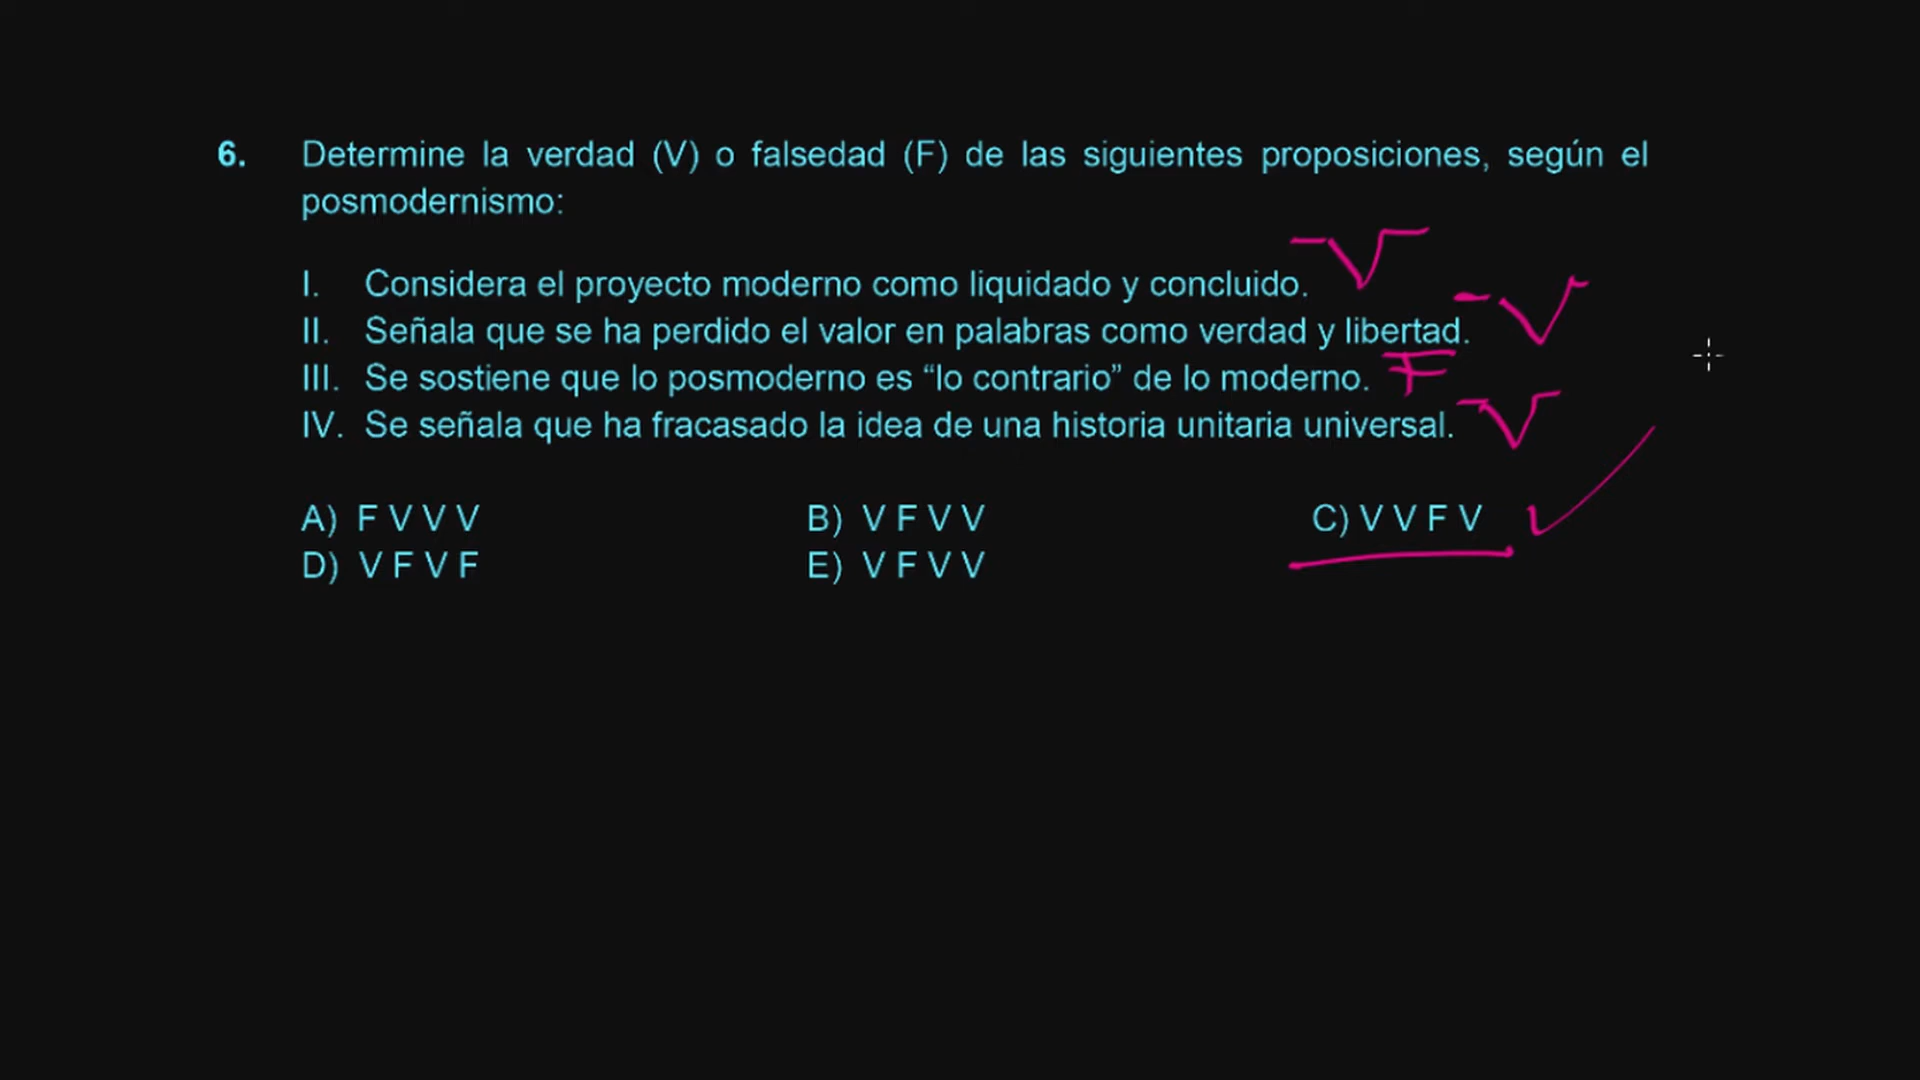 6. Determine la verdad (V) o falsedad (F) de las siguientes proposiciones, según el
posmodernismo:
I. Considera el proyecto moderno como liquidado y concluido. V
II. Señala que se ha perdido el valor en palabras como verdad y libertad. V
III. Se sostiene que lo posmoderno es “lo contrario” de lo moderno. F
IV. Se señala que ha fracasado la idea de una historia unitaria universal. V
A) F V V V B) V F V V C) V V F V
D) V F V F E) V F V V